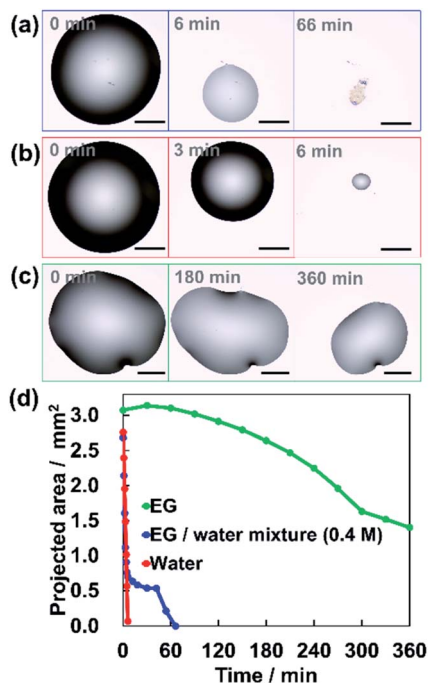 (a) 0 min 6 min 66 min
(b) 0 min 3 min 6 min
(c) 0 min 180 min 360 min
(d)
Projected area / mm²
3.0
2.5
2.0
1.5
1.0
0.5
0.0
EG
EG / water mixture (0.4 M)
Water
0 60 120 180 240 300 360
Time / min